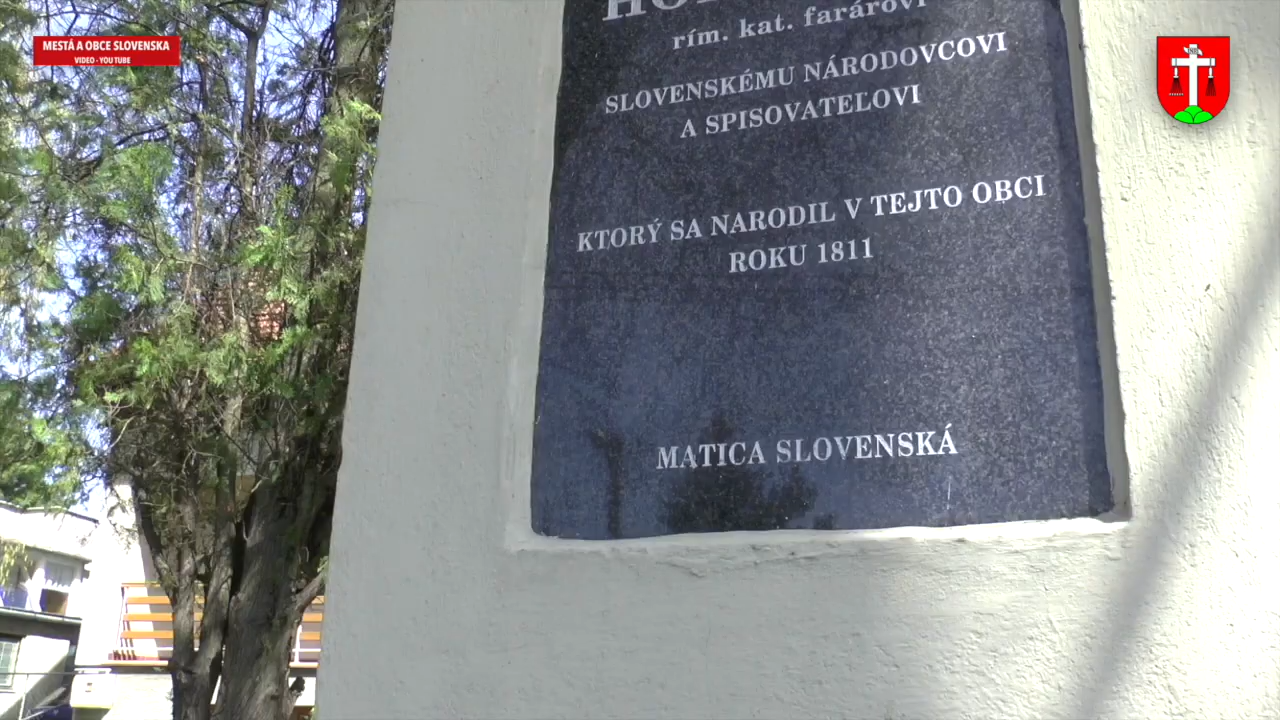 MESTÁ A OBCE SLOVENSKA
VIDEO - YOU TUBE
rím. kat. farárovi
SLOVENSKÉMU NÁRODOVCOVI
A SPISOVATEĽOVI
KTORÝ SA NARODIL V TEJTO OBCI
ROKU 1811
MATICA SLOVENSKÁ